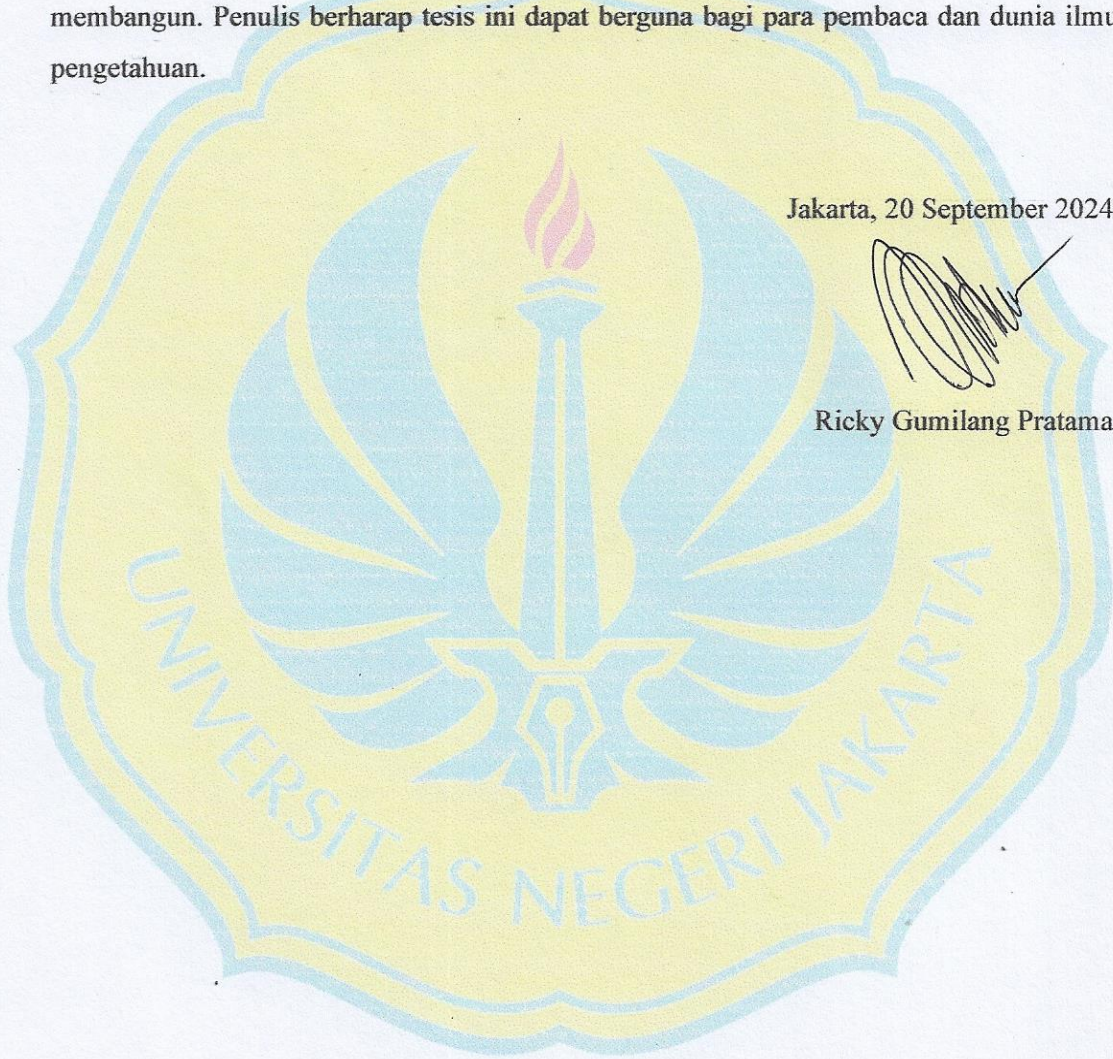 membangun. Penulis berharap tesis ini dapat berguna bagi para pembaca dan dunia ilmu
pengetahuan.
Jakarta, 20 September 2024
Ricky Gumilang Pratama
UNIVERSITAS NEGERI JAKARTA